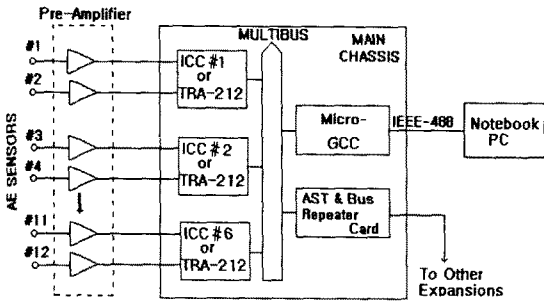 Pre-Amplifier
AE SENSORS
#1
#2
#3
#4
#11
#12
ICC #1
or
TRA-212
ICC #2
or
TRA-212
ICC #6
or
TRA-212
MULTIBUS
MAIN
CHASSIS
Micro-
GCC
IEEE-488
Notebook
PC
AST & Bus
Repeater
Card
To Other
Expansions